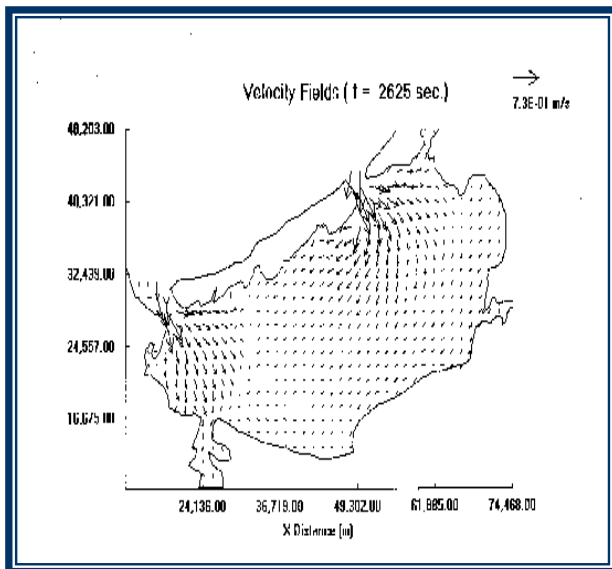 Velocity Fields ( t = 2625 sec.)
7.3E-01 m/s
48,203.00
40,321.00
32,439.00
24,557.00
16,675.00
24,136.00 36,719.00 49,302.00 61,885.00 74,468.00
X Distance (m)